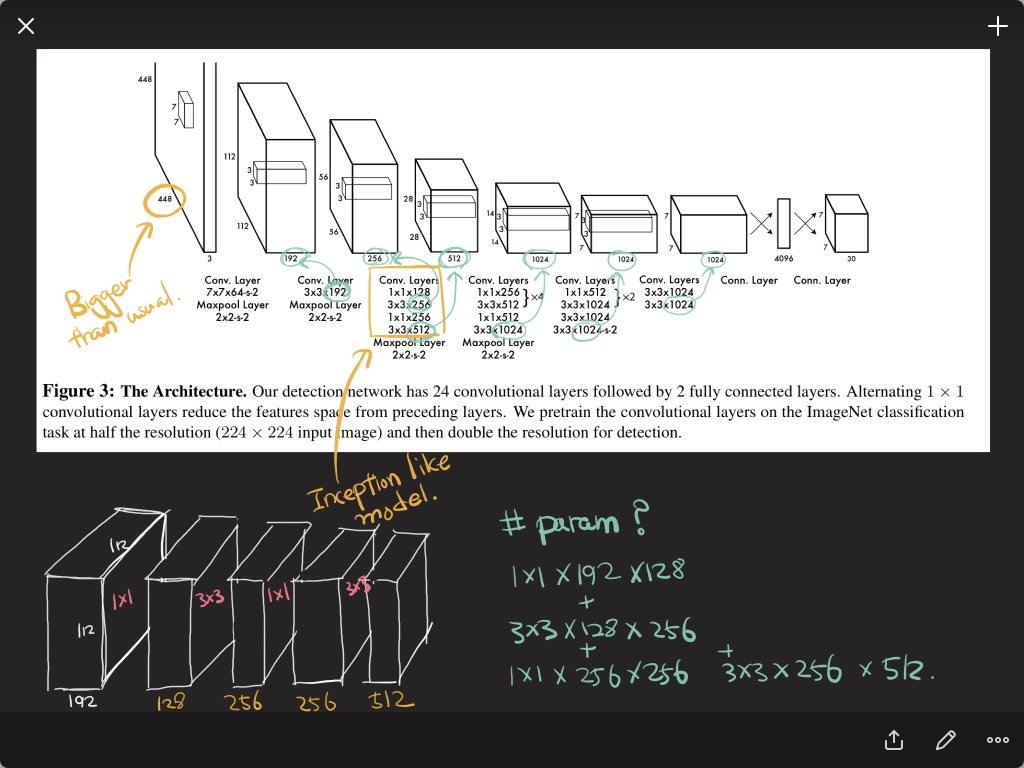 448
7
7
448
3
112
3
3
112
192
56
3
3
56
256
28
3
3
28
512
14
3
3
14
1024
7
3
3
7
1024
7
7
1024
4096
7
7
30
Conv. Layer
7x7x64-s-2
Maxpool Layer
2x2-s-2
Conv. Layer
3x3x192
Maxpool Layer
2x2-s-2
Conv. Layers
1x1x128
3x3x256
1x1x256
3x3x512
Maxpool Layer
2x2-s-2
Conv. Layers
1x1x256
3x3x512 }×4
1x1x512
3x3x1024
Maxpool Layer
2x2-s-2
Conv. Layers
1x1x512
3x3x1024 }×2
3x3x1024
3x3x1024-s-2
Conv. Layers
3x3x1024
3x3x1024
Conn. Layer
Conn. Layer
Bigger
than usual.
Figure 3: The Architecture. Our detection network has 24 convolutional layers followed by 2 fully connected layers. Alternating 1 × 1
convolutional layers reduce the features space from preceding layers. We pretrain the convolutional layers on the ImageNet classification
task at half the resolution (224 × 224 input image) and then double the resolution for detection.
Inception like
model.
112
112
1x1
3x3
1x1
3x3
192
128
256
256
512
# param?
1x1 x 192 x 128
+
3x3 x 128 x 256
+
1x1 x 256 x 256 + 3x3 x 256 x 512.